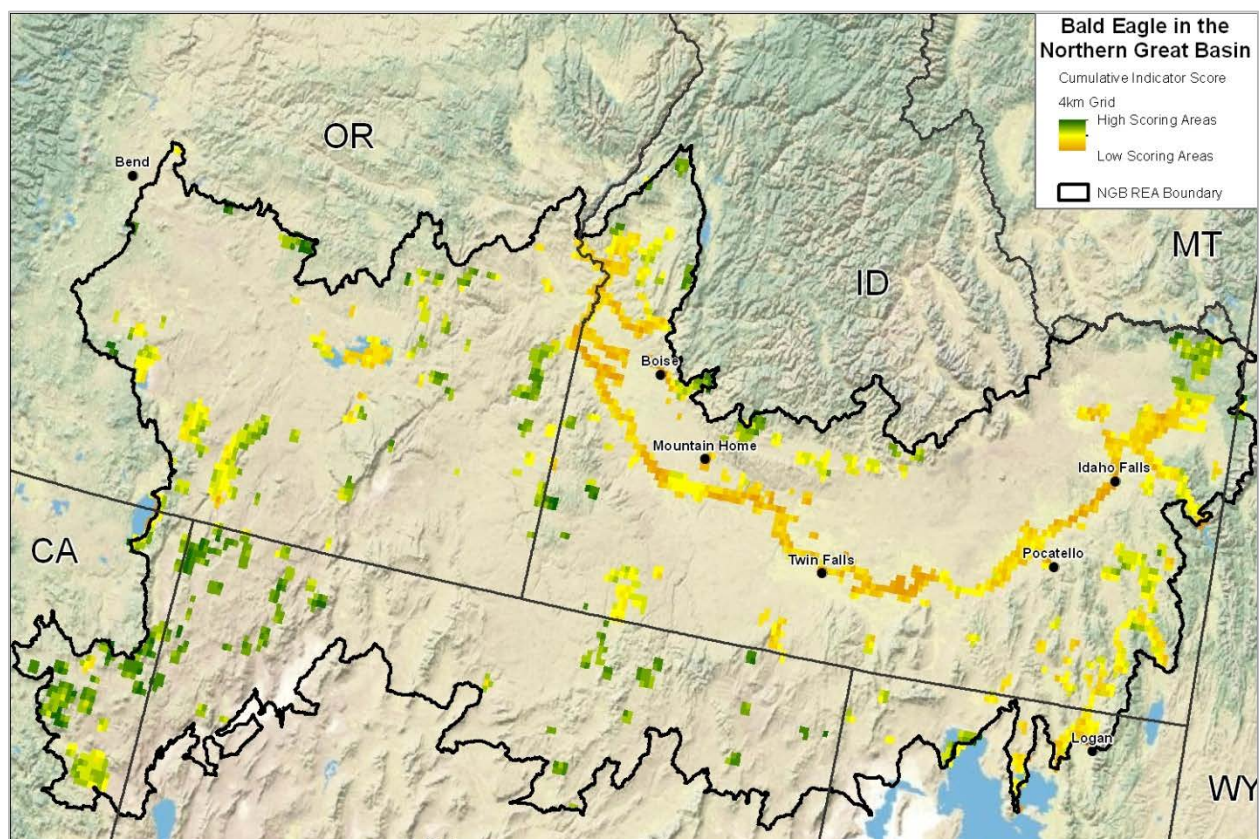 Bald Eagle in the
Northern Great Basin
Cumulative Indicator Score
4km Grid
High Scoring Areas
Low Scoring Areas
NGB REA Boundary
OR
Bend
MT
ID
Boise
Mountain Home
Idaho Falls
CA
Twin Falls
Pocatello
Logan
WY